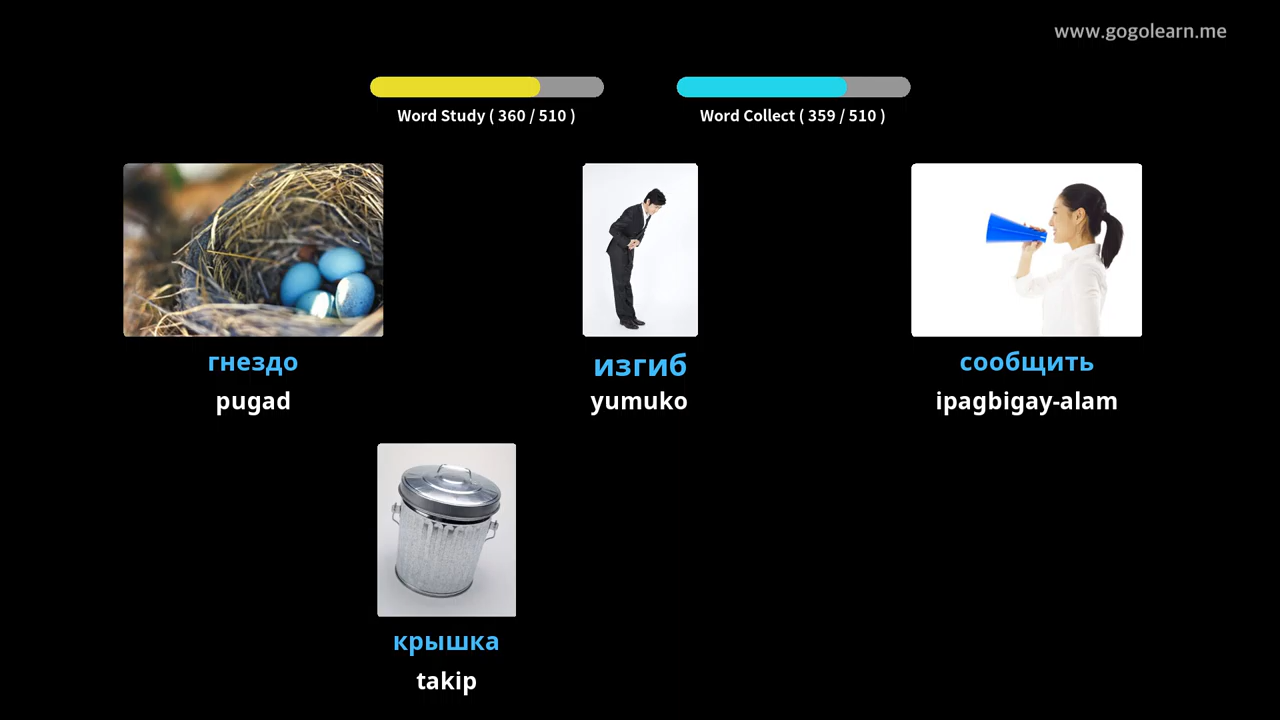 www.gogolearn.me
Word Study ( 360 / 510 )
Word Collect ( 359 / 510 )
гнездо
pugad
изгиб
yumuko
сообщить
ipagbigay-alam
крышка
takip